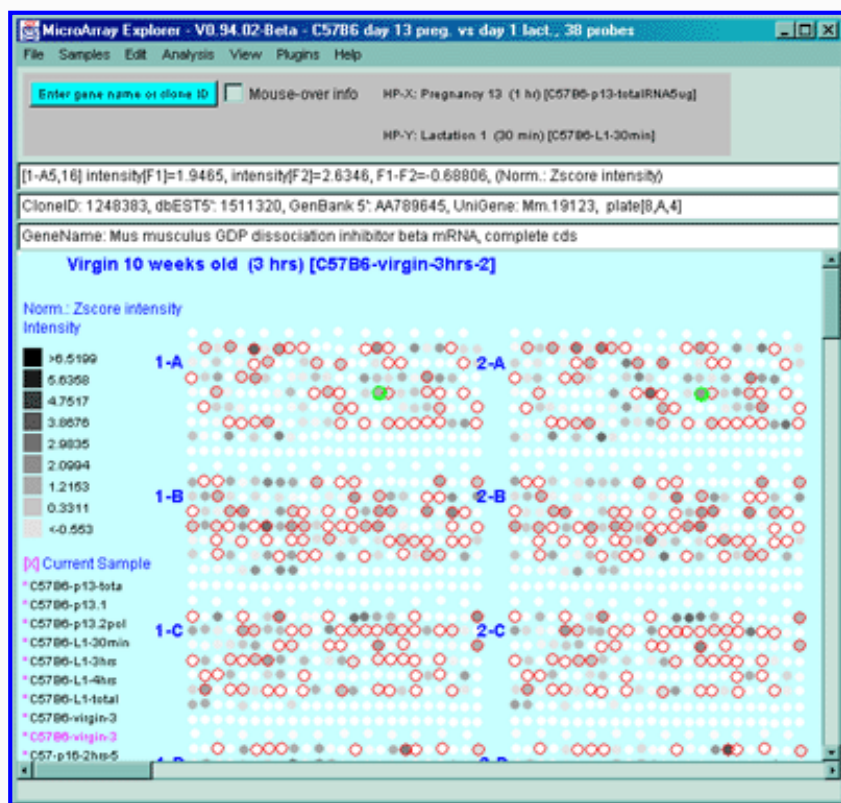 MicroArray Explorer - V0.94.02-Beta - C57B6 day 13 preg. vs day 1 lact., 38 probes
File Samples Edit Analysis View Plugins Help
Enter gene name or clone ID Mouse-over info HP-X: Pregnancy 13 (1 hr) [C57B6-p13-totalRNA5ug]
HP-Y: Lactation 1 (30 min) [C57B6-L1-30min]
[1-A5,16] intensity[F1]=1.9465, intensity[F2]=2.6346, F1-F2=-0.68806, (Norm.: Zscore intensity)
CloneID: 1248383, dbEST5': 1511320, GenBank 5': AA789645, UniGene: Mm.19123, plate[8,A,4]
GeneName: Mus musculus GDP dissociation inhibitor beta mRNA, complete cds
Virgin 10 weeks old (3 hrs) [C57B6-virgin-3hrs-2]
Norm.: Zscore intensity
Intensity
>6.5199
5.6358
4.7517
3.8676
2.9835
2.0994
1.2153
0.3311
<-0.553
1-A 2-A
1-B 2-B
1-C 2-C
[X] Current Sample
*C57B6-p13-tota
*C57B6-p13.1
*C57B6-p13.2pol
*C57B6-L1-30min
*C57B6-L1-3hrs
*C57B6-L1-4hrs
*C57B6-L1-total
*C57B6-virgin-3
*C57B6-virgin-3
*C57-p16-2hrs-5